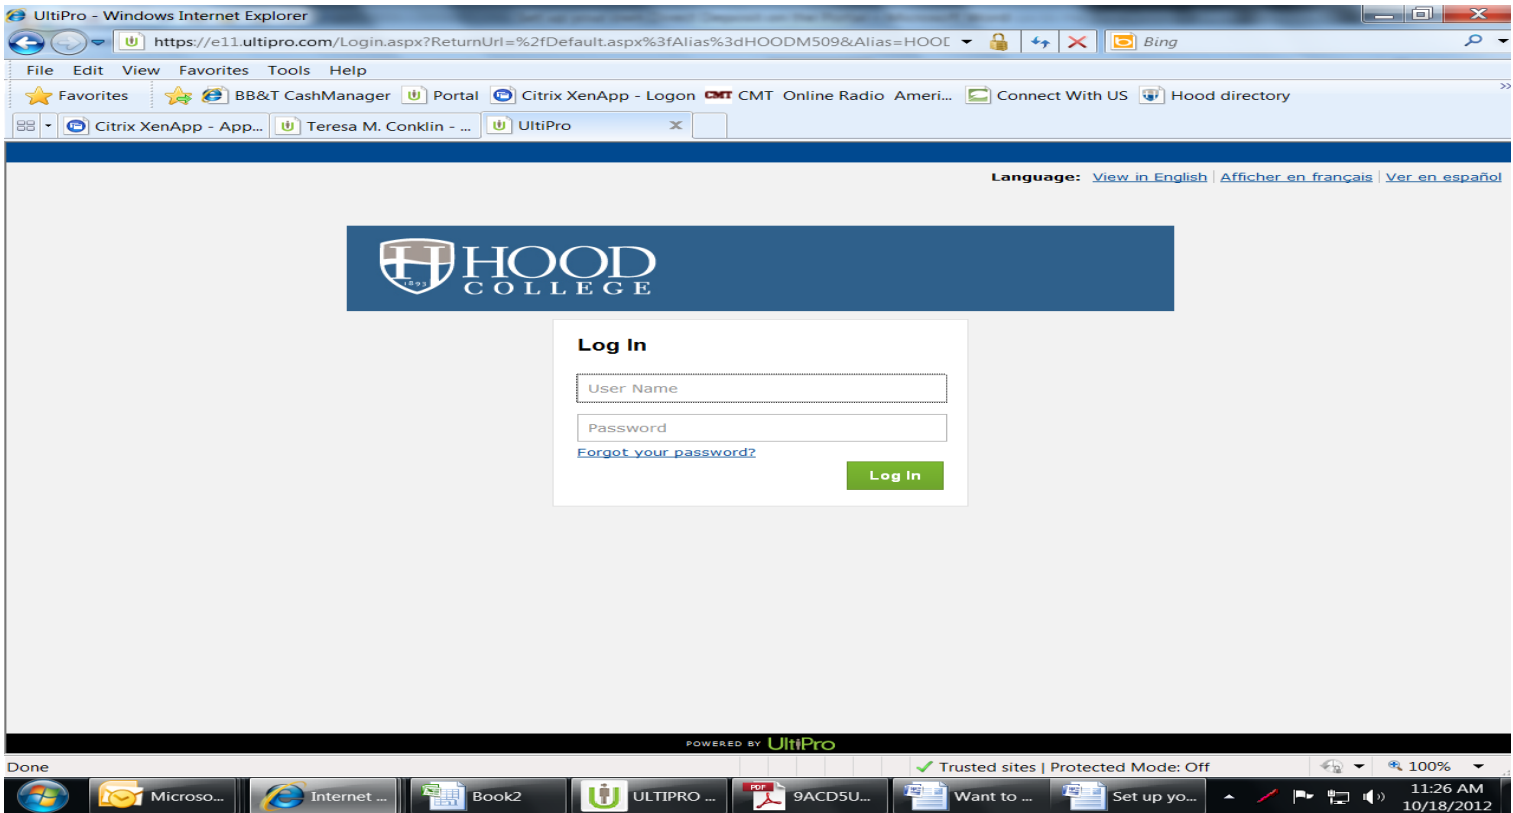 UltiPro - Windows Internet Explorer
https://e11.ultipro.com/Login.aspx?ReturnUrl=%2fDefault.aspx%3fAlias%3dHOODM509&Alias=HOOD
Bing
File Edit View Favorites Tools Help
Favorites BB&T CashManager Portal Citrix XenApp - Logon CMT CMT Online Radio Ameri... Connect With US Hood directory
Citrix XenApp - App... Teresa M. Conklin - ... UltiPro
Language: View in English Afficher en français Ver en español
HOOD
COLLEGE
1893
Log In
User Name
Password
Forgot your password?
Log In
POWERED BY UltiPro
Done Trusted sites | Protected Mode: Off 100%
Microso... Internet ... Book2 ULTIPRO ... PDF 9ACD5U... Want to ... Set up yo... 11:26 AM
10/18/2012